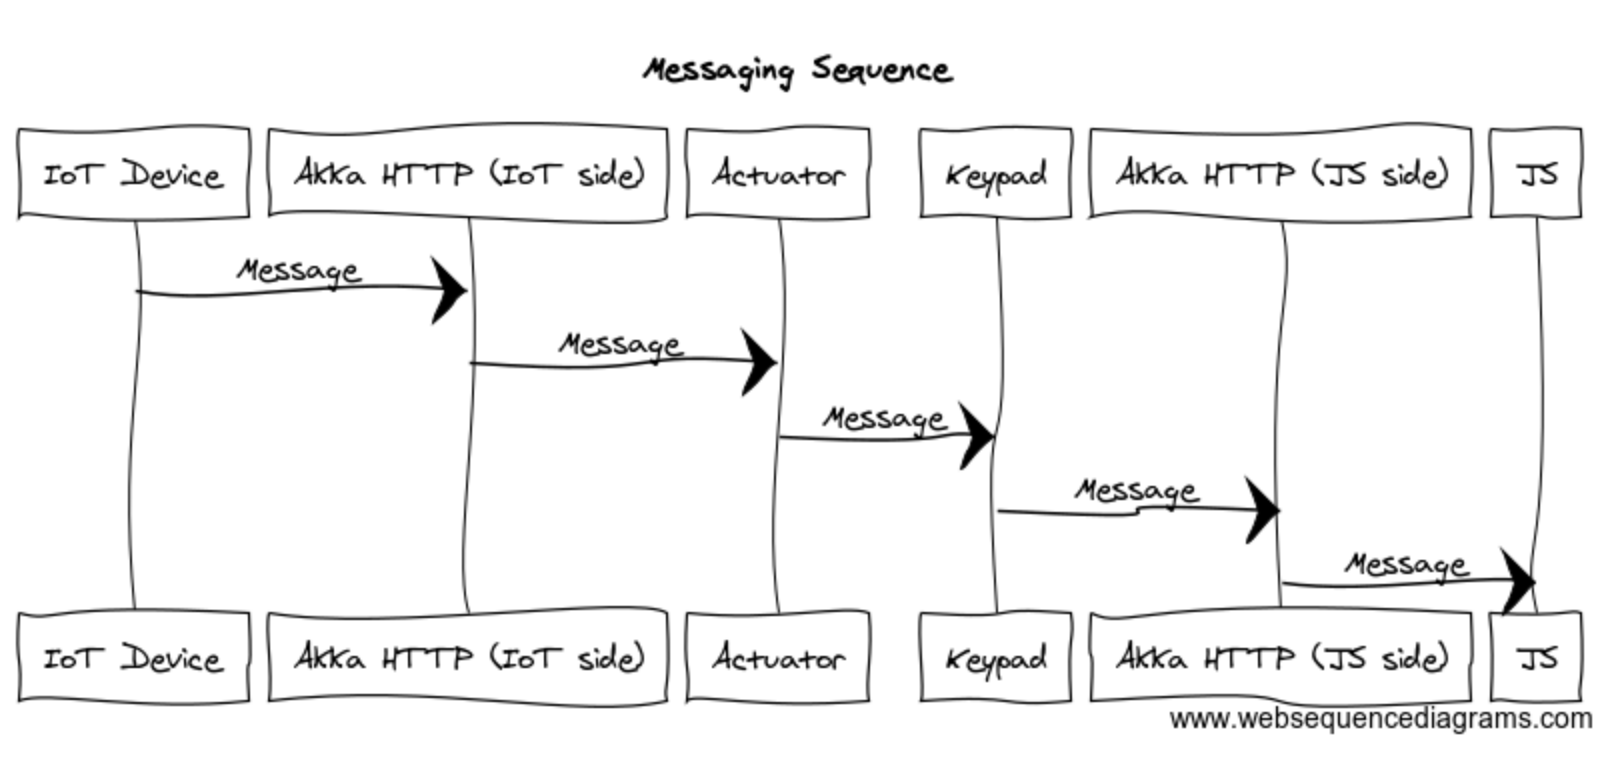 Messaging Sequence
IoT Device
Akka HTTP (IoT side)
Actuator
Keypad
Akka HTTP (JS side)
JS
Message
Message
Message
Message
Message
IoT Device
Akka HTTP (IoT side)
Actuator
Keypad
Akka HTTP (JS side)
JS
www.websequencediagrams.com